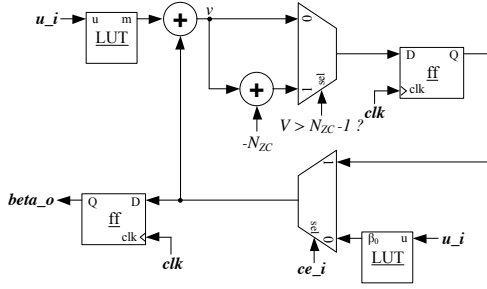 u_i
u m
LUT
+
v
0
1
sel
+
-N_ZC
V > N_ZC -1 ?
D Q
ff
clk
clk
beta_o
Q D
ff
clk
clk
1
0
sel
ce_i
β₀ u
LUT
u_i